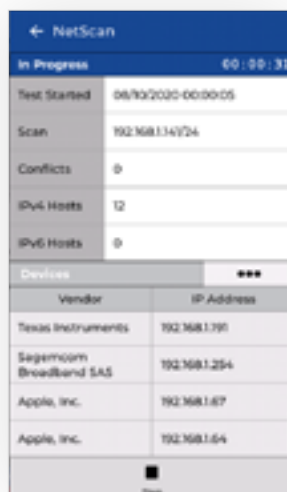 ← NetScan
In Progress 00:00:31
Test Started 08/10/2020-00:00:05
Scan 192.168.1.141/24
Conflicts 0
IPv4 Hosts 12
IPv6 Hosts 0
Devices •••
Vendor IP Address
Texas Instruments 192.168.1.191
Sagemcom
Broadband SAS 192.168.1.254
Apple, Inc. 192.168.1.67
Apple, Inc. 192.168.1.64